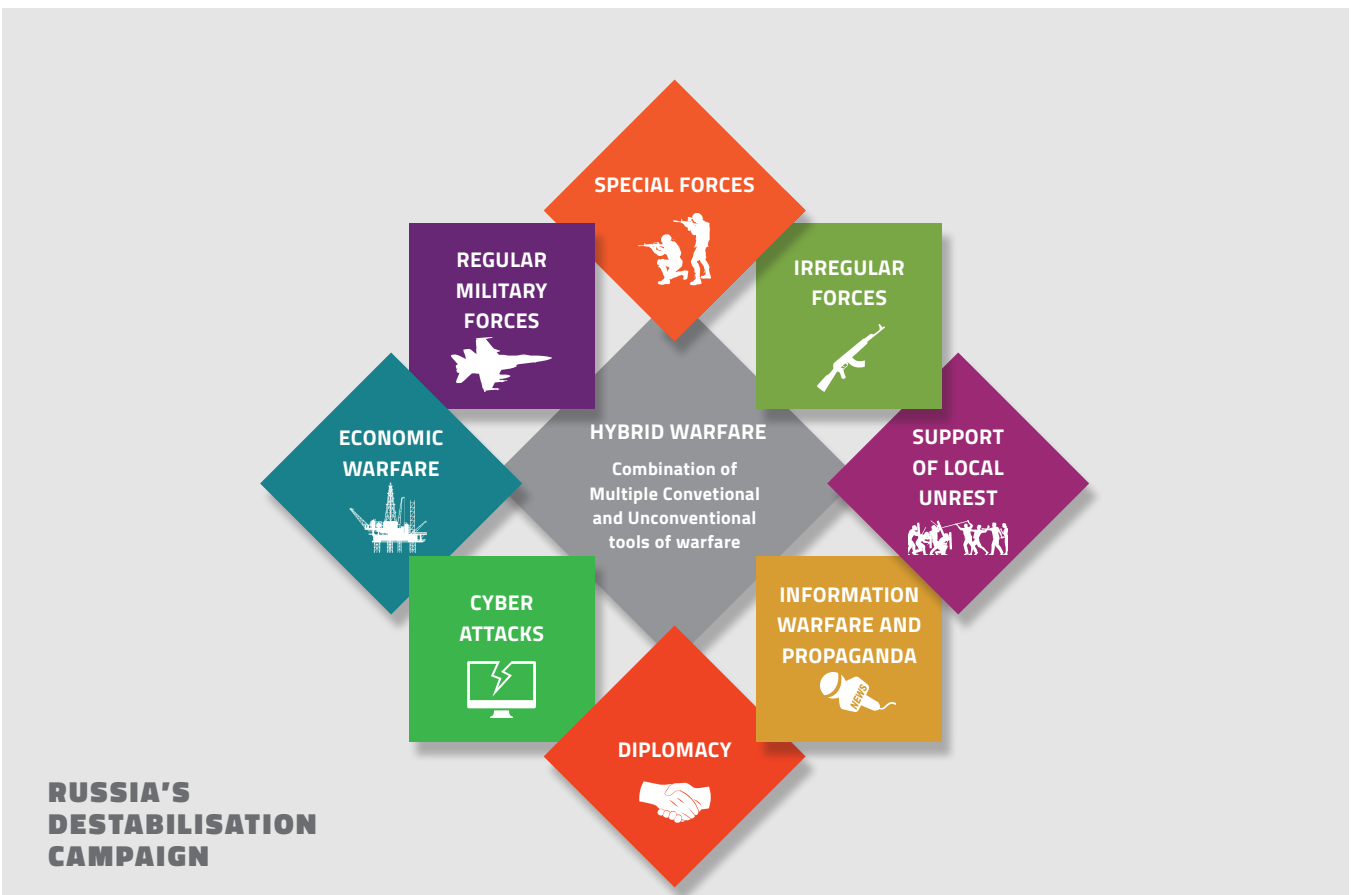 SPECIAL FORCES
REGULAR
MILITARY
FORCES
IRREGULAR
FORCES
ECONOMIC
WARFARE
HYBRID WARFARE
Combination of
Multiple Convetional
and Unconventional
tools of warfare
SUPPORT
OF LOCAL
UNREST
CYBER
ATTACKS
INFORMATION
WARFARE AND
PROPAGANDA
NEWS
DIPLOMACY
RUSSIA'S
DESTABILISATION
CAMPAIGN